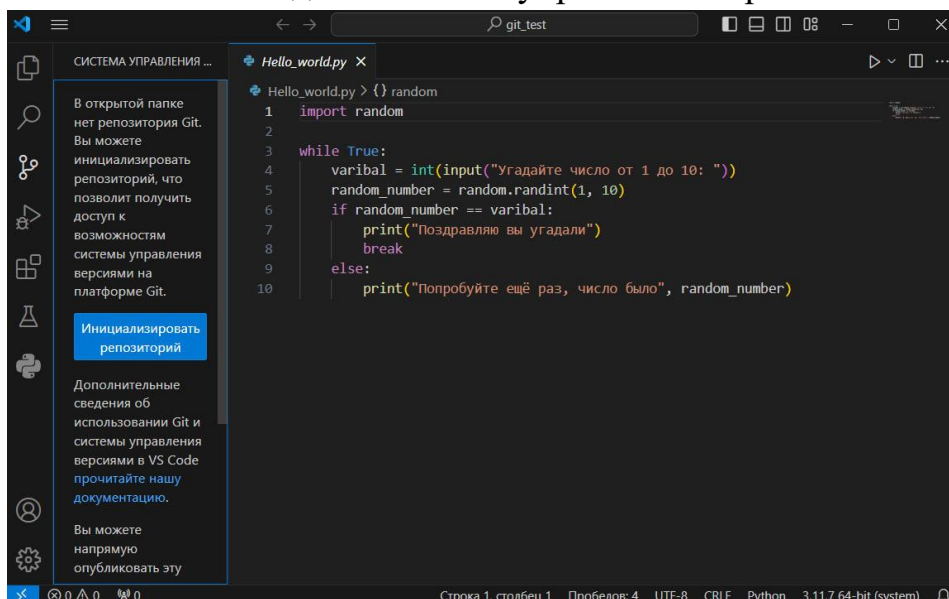 git_test
СИСТЕМА УПРАВЛЕНИЯ ...
Hello_world.py
Hello_world.py > {} random
В открытой папке
нет репозитория Git.
Вы можете
инициализировать
репозиторий, что
позволит получить
доступ к
возможностям
системы управления
версиями на
платформе Git.
Инициализировать
репозиторий
Дополнительные
сведения об
использовании Git и
системы управления
версиями в VS Code
прочитайте нашу
документацию.
Вы можете
напрямую
опубликовать эту
1 import random
2
3 while True:
4 varibal = int(input("Угадайте число от 1 до 10: "))
5 random_number = random.randint(1, 10)
6 if random_number == varibal:
7 print("Поздравляю вы угадали")
8 break
9 else:
10 print("Попробуйте ещё раз, число было", random_number)
0 0 0 Строка 1, столбец 1 Пробелов: 4 UTF-8 CRLF Python 3.11.7 64-bit (system)